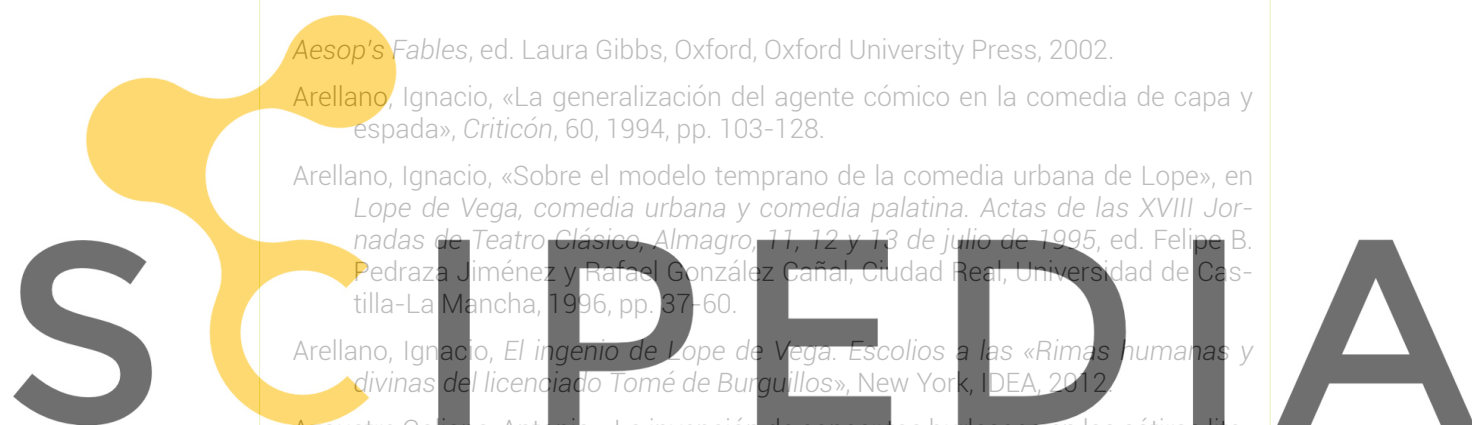 Aesop's Fables, ed. Laura Gibbs, Oxford, Oxford University Press, 2002.
Arellano, Ignacio, «La generalización del agente cómico en la comedia de capa y
espada», Criticón, 60, 1994, pp. 103-128.
Arellano, Ignacio, «Sobre el modelo temprano de la comedia urbana de Lope», en
Lope de Vega, comedia urbana y comedia palatina. Actas de las XVIII Jor-
nadas de Teatro Clásico, Almagro, 11, 12 y 13 de julio de 1995, ed. Felipe B.
Pedraza Jiménez y Rafael González Cañal, Ciudad Real, Universidad de Cas-
tilla-La Mancha, 1996, pp. 37-60.
Arellano, Ignacio, El ingenio de Lope de Vega. Escolios a las «Rimas humanas y
divinas del licenciado Tomé de Burguillos», New York, IDEA, 2012.
SCIPEDIA